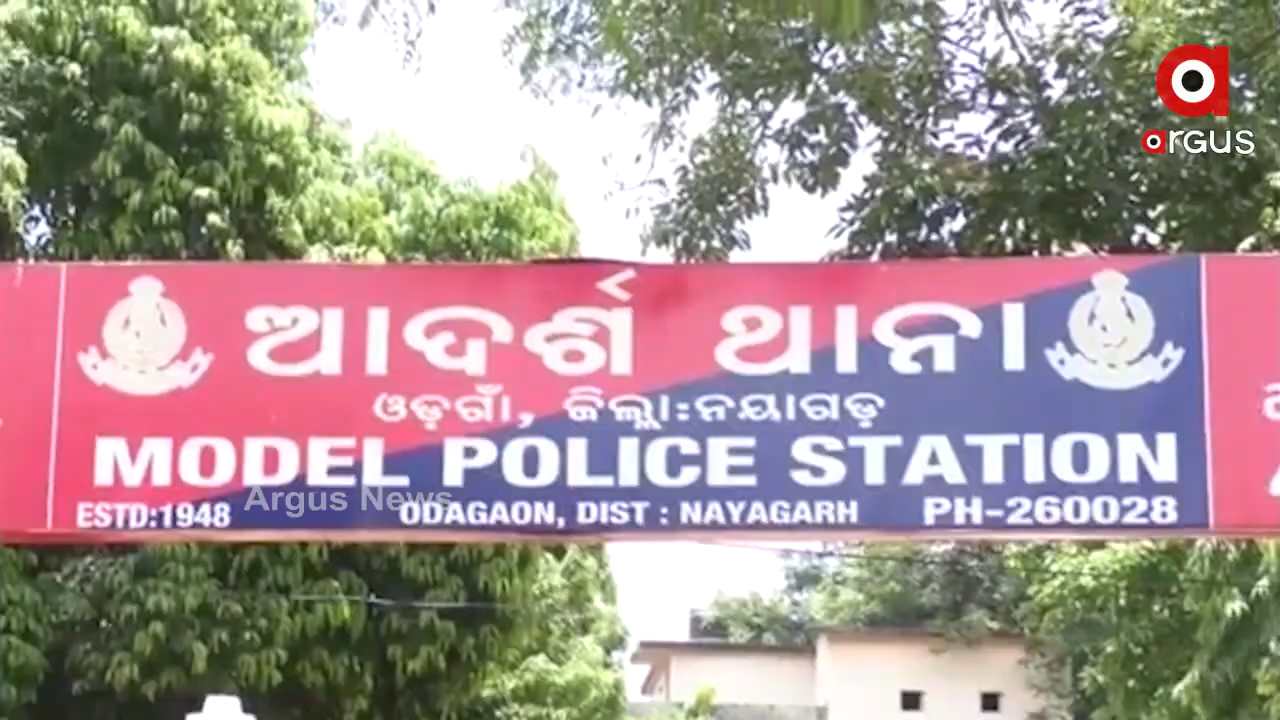 argus
ଆଦର୍ଶ ଥାନା
ଓଡ଼ଗାଁ, ଜିଲ୍ଲା:ନୟାଗଡ଼
MODEL POLICE STATION
Argus News
ESTD:1948 ODAGAON, DIST : NAYAGARH PH-260028